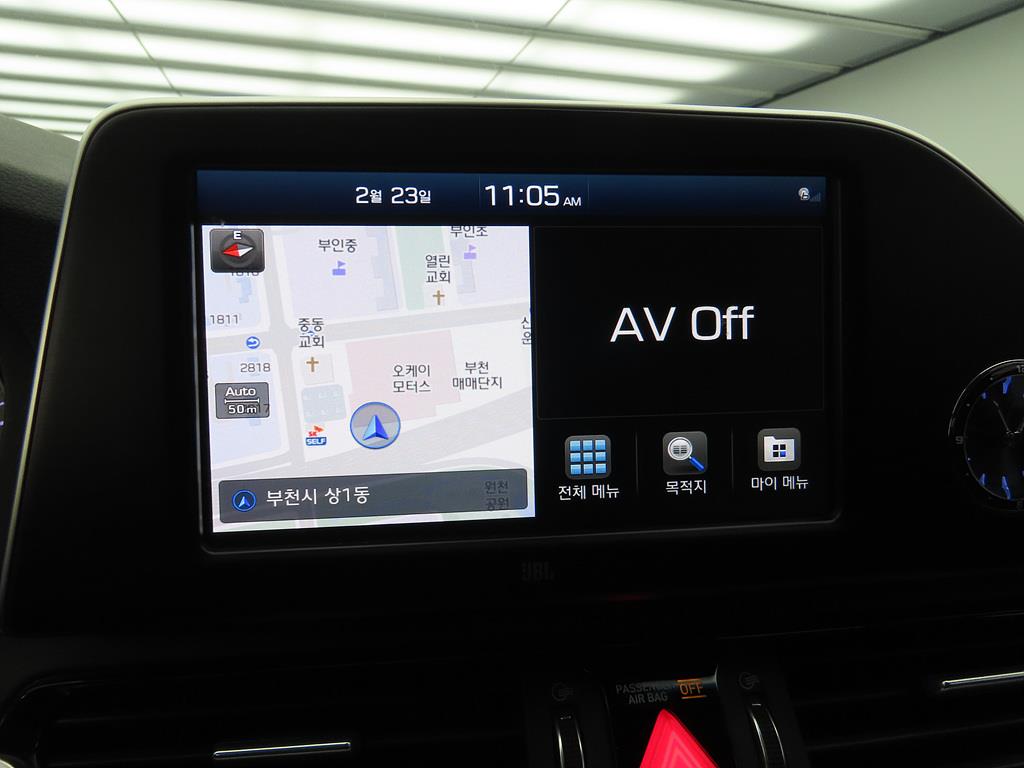 2월 23일 11:05 AM
E
부인중
부인초
열린
교회
1811
중동
교회
2818
오케이
모터스
부천
매매단지
Auto
50m
SK
SELF
부천시 상1동
원천
공원
AV Off
전체 메뉴
목적지
마이 메뉴
JBL
PASSENGER
AIR BAG
OFF